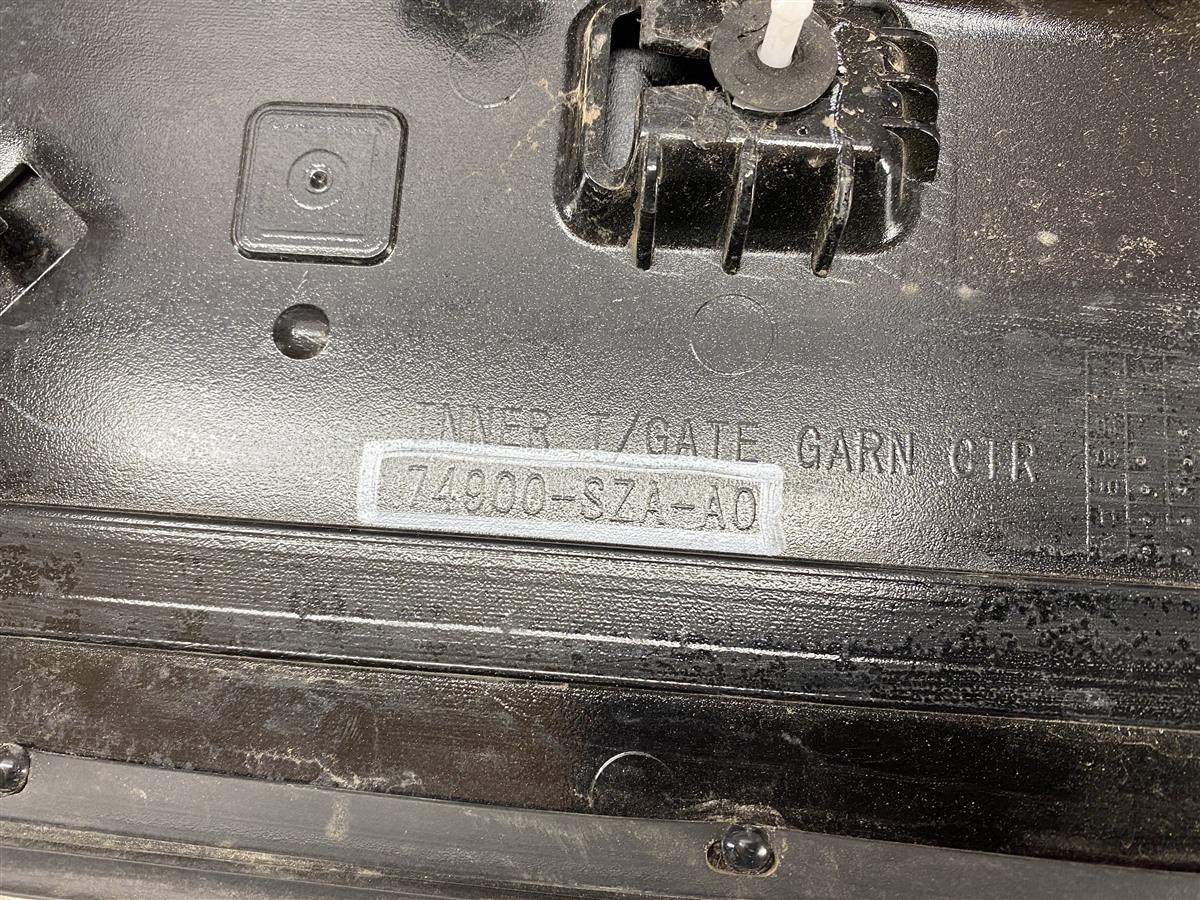 INNER T/GATE GARN CTR
74900-SZA-A0